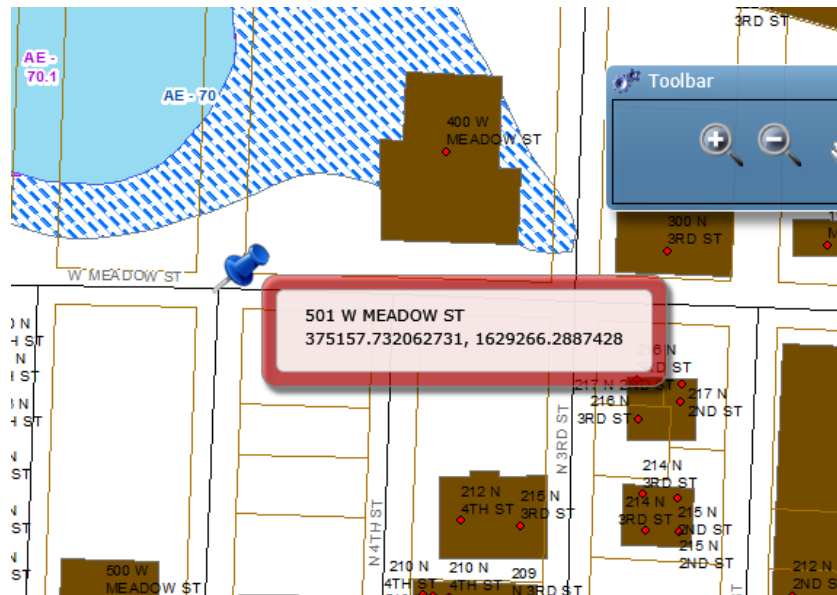 3RD ST
AE -
70.1
AE - 70
Toolbar
400 W
MEADOW ST
300 N
3RD ST
W MEADOW ST
501 W MEADOW ST
375157.732062731, 1629266.2887428
217 N 2ND ST
217 N
2ND ST
216 N
3RD ST
N 3RD ST
214 N
3RD ST
214 N
3RD ST
215 N
2ND ST
215 N
2ND ST
212 N
4TH ST
215 N
3RD ST
N 4TH ST
210 N
4TH ST
210 N
4TH ST
209
N 3RD ST
500 W
MEADOW ST
212 N
2ND S